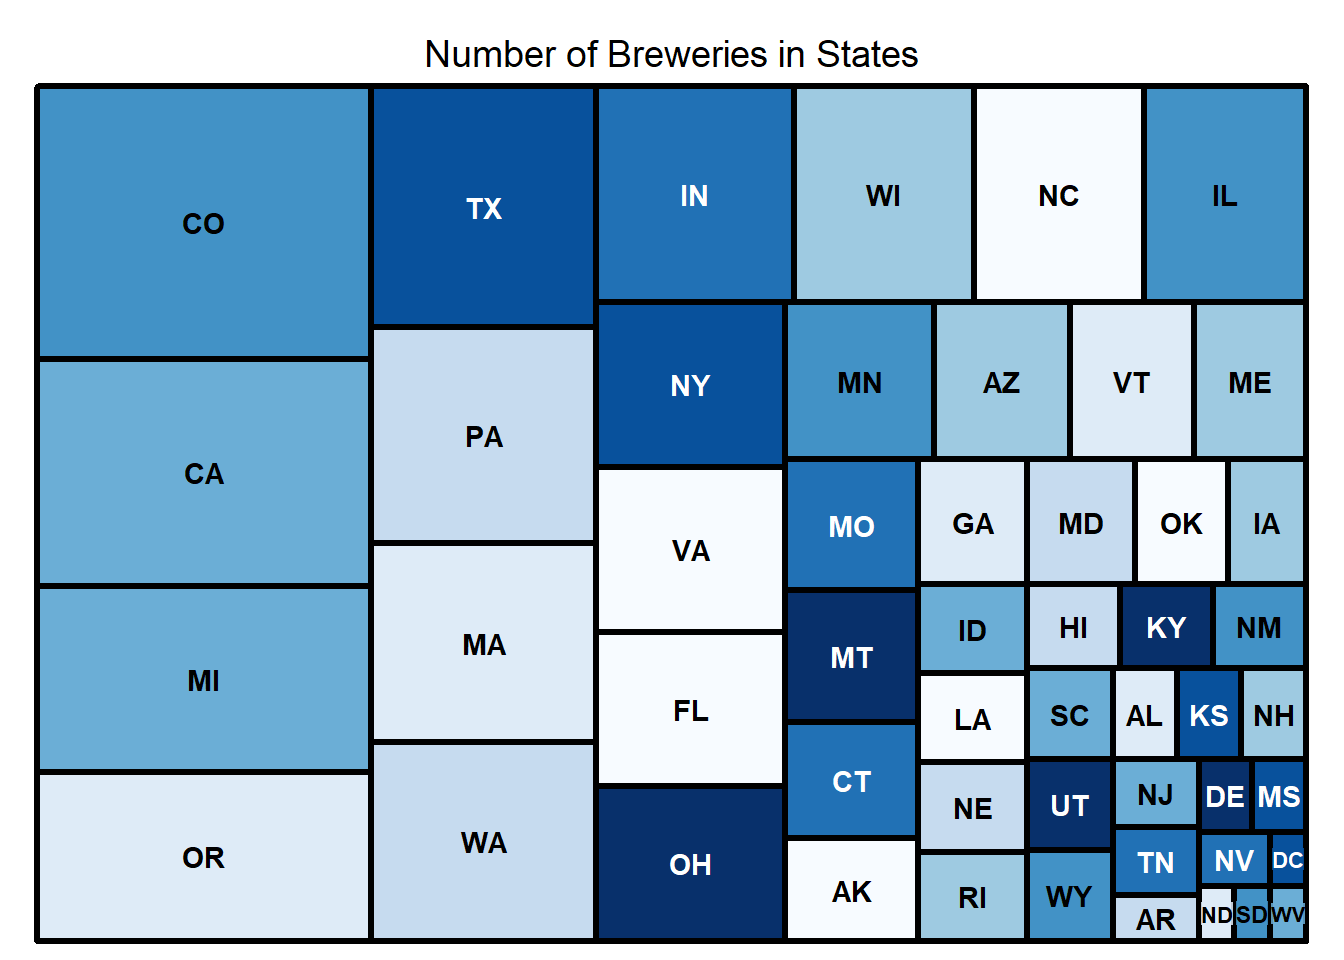 Number of Breweries in States
CO
CA
MI
OR
TX
PA
MA
WA
IN
WI
NC
IL
NY
VA
FL
OH
MN
AZ
VT
ME
MO
MT
CT
AK
GA
MD
OK
IA
ID
LA
NE
RI
HI
KY
NM
SC
AL
KS
NH
UT
WY
NJ
DE
MS
TN
AR
NV
DC
ND
SD
WV